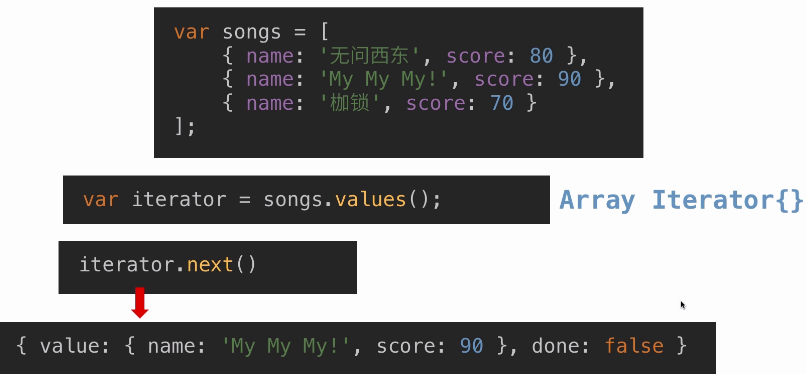 var songs = [
{ name: '无问西东', score: 80 },
{ name: 'My My My!', score: 90 },
{ name: '枷锁', score: 70 }
];
var iterator = songs.values();
Array Iterator{}
iterator.next()
{ value: { name: 'My My My!', score: 90 }, done: false }